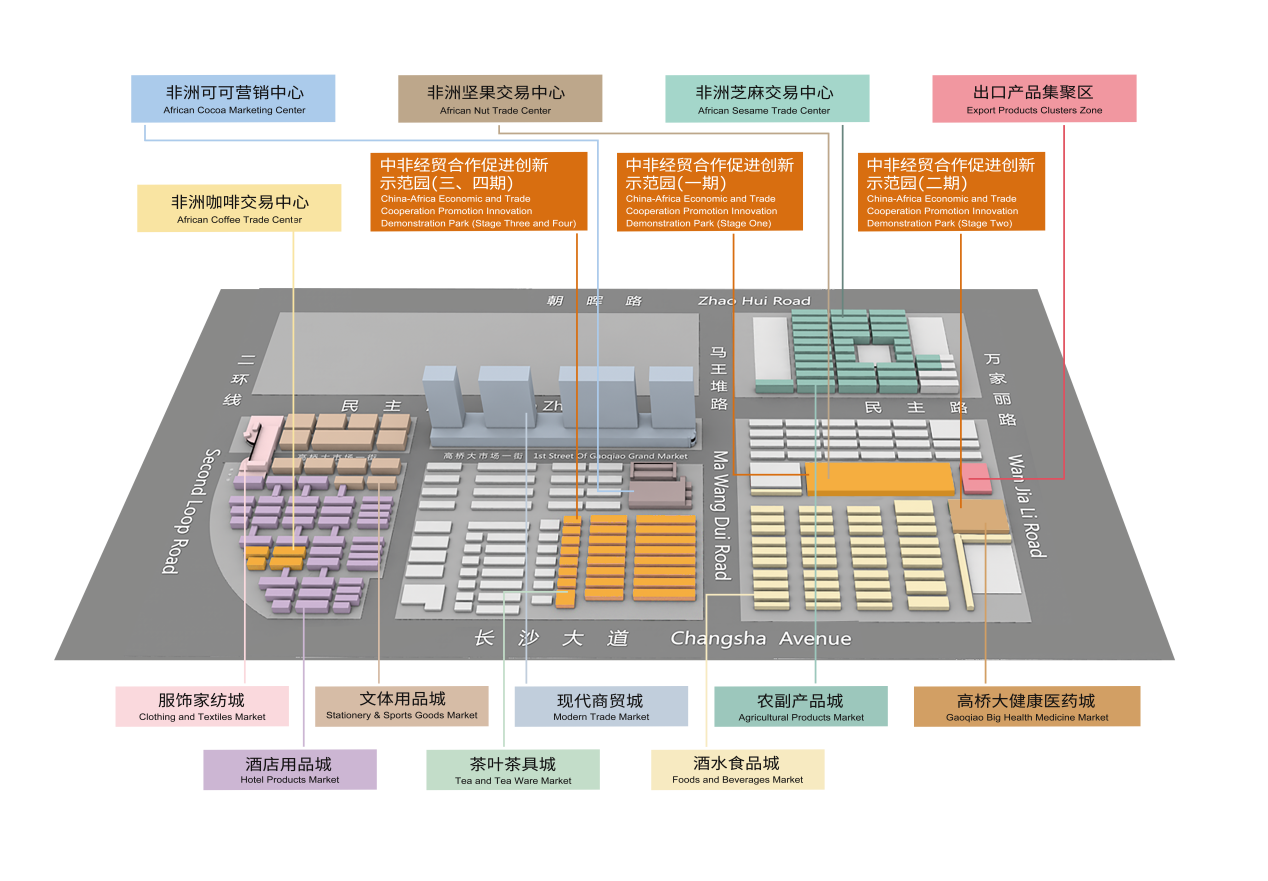 非洲可可营销中心
African Cocoa Marketing Center
非洲坚果交易中心
African Nut Trade Center
非洲芝麻交易中心
African Sesame Trade Center
出口产品集聚区
Export Products Clusters Zone
非洲咖啡交易中心
African Coffee Trade Centar
中非经贸合作促进创新
示范园(三、四期)
China-Africa Economic and Trade
Cooperation Promotion Innovation
Demonstration Park (Stage Three and Four)
中非经贸合作促进创新
示范园(一期)
China-Africa Economic and Trade
Cooperation Promotion Innovation
Demonstration Park (Stage One)
中非经贸合作促进创新
示范园(二期)
China-Africa Economic and Trade
Cooperation Promotion Innovation
Demonstration Park (Stage Two)
朝晖路 Zhao Hui Road
二环线
Second Loop Road
马王堆路
Ma Wang Dui Road
万家丽路
Wan Jia Li Road
民主 Zh
民主路
高桥大市场一街
高桥大市场一街 1st Street Of Gaoqiao Grand Market
长沙大道 Changsha Avenue
服饰家纺城
Clothing and Textiles Market
文体用品城
Stationery & Sports Goods Market
现代商贸城
Modern Trade Market
农副产品城
Agricultural Products Market
高桥大健康医药城
Gaoqiao Big Health Medicine Market
酒店用品城
Hotel Products Market
茶叶茶具城
Tea and Tea Ware Market
酒水食品城
Foods and Beverages Market